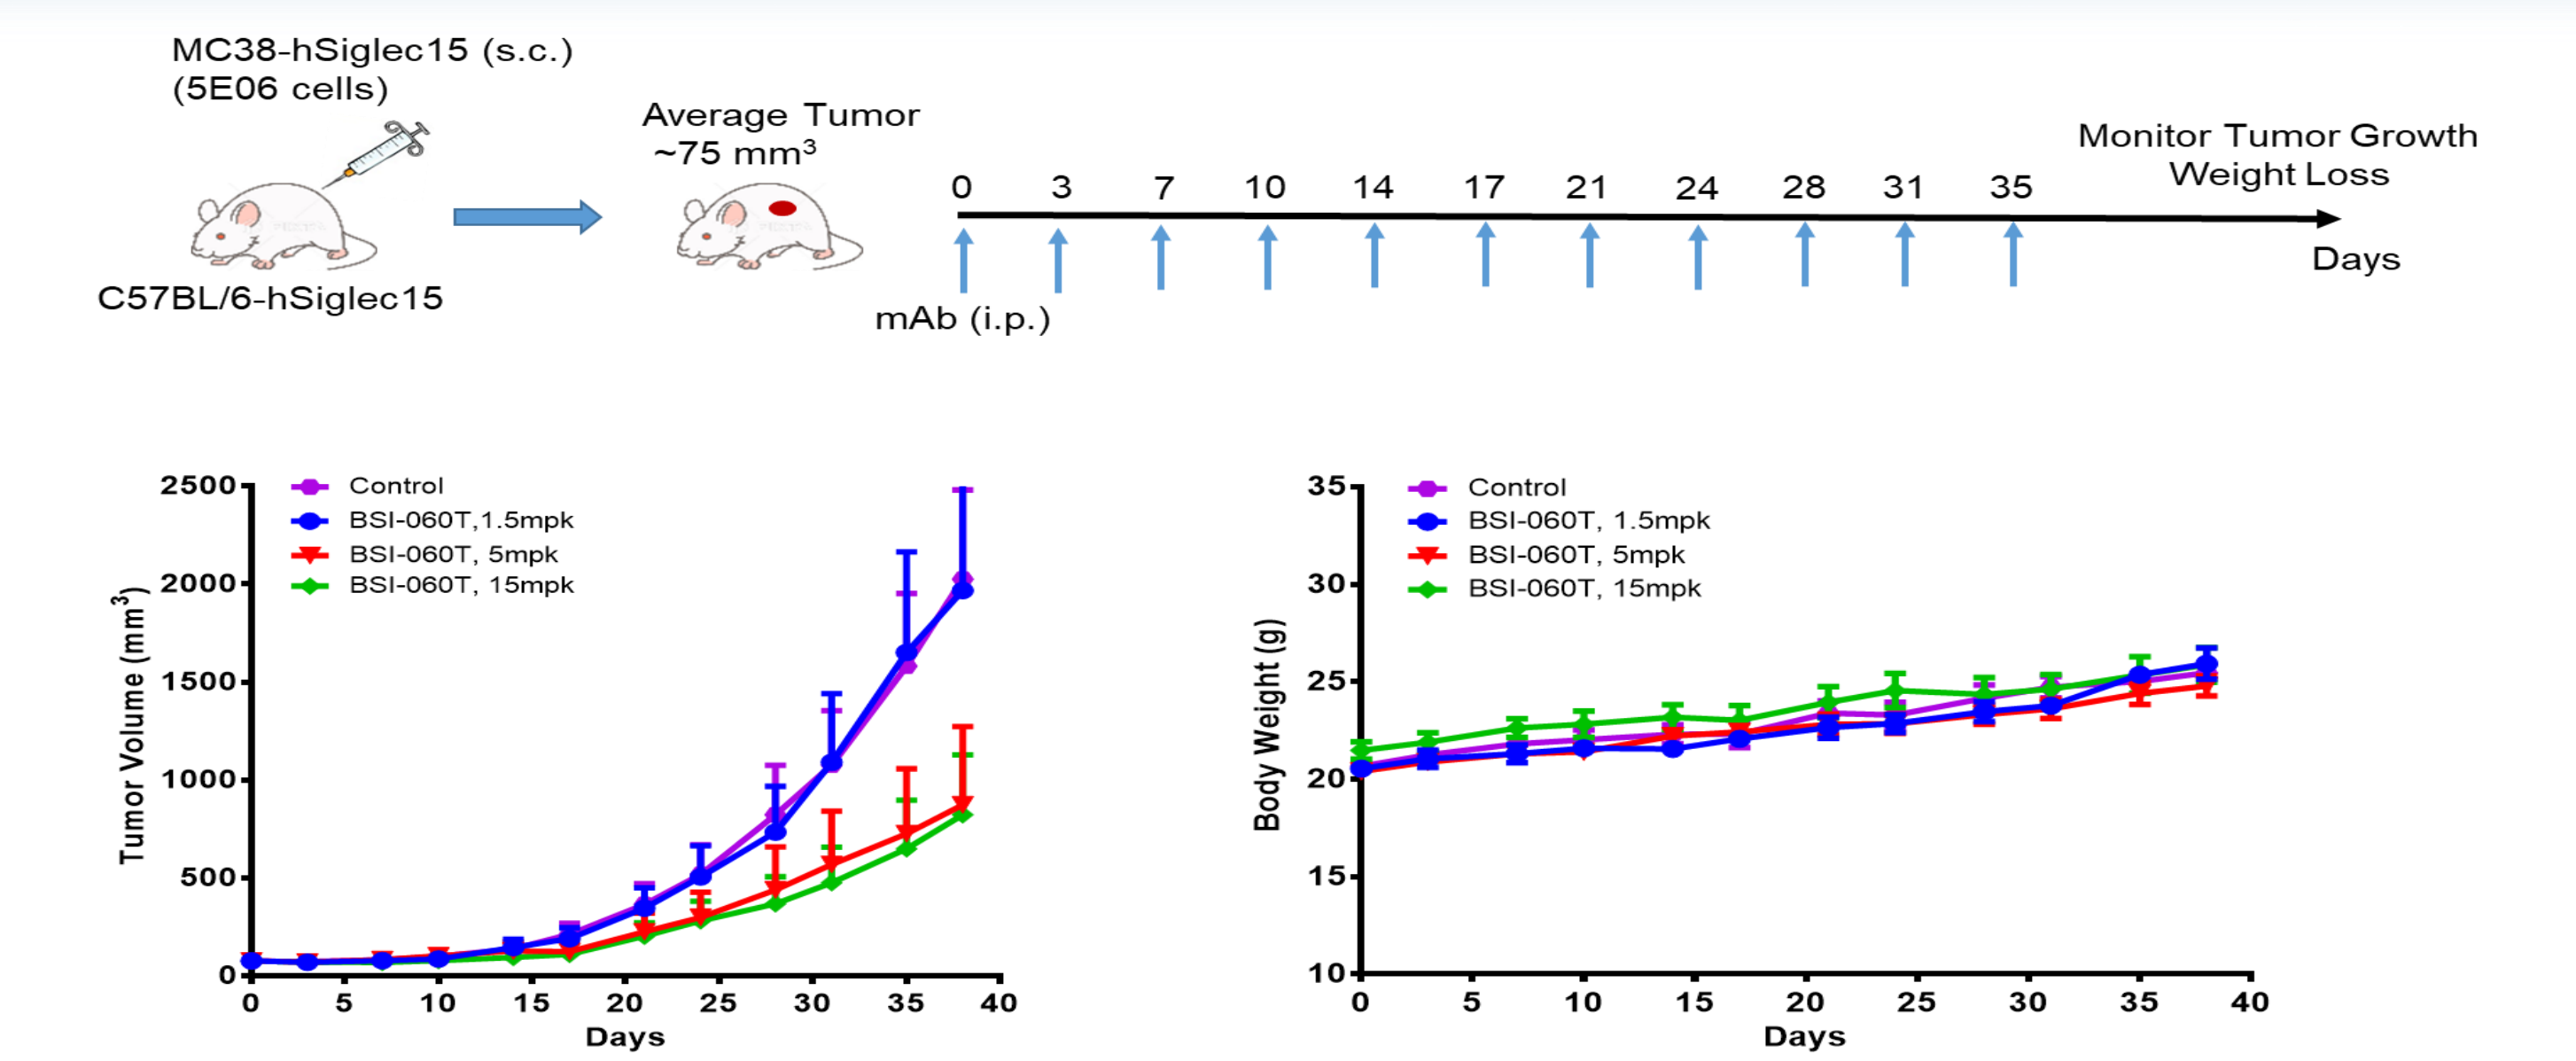 MC38-hSiglec15 (s.c.)
(5E06 cells)
C57BL/6-hSiglec15
Average Tumor
~75 mm³
0 3 7 10 14 17 21 24 28 31 35
mAb (i.p.)
Monitor Tumor Growth
Weight Loss
Days
Control
BSI-060T,1.5mpk
BSI-060T, 5mpk
BSI-060T, 15mpk
Tumor Volume (mm³)
2500
2000
1500
1000
500
0
0 5 10 15 20 25 30 35 40
Days
Control
BSI-060T, 1.5mpk
BSI-060T, 5mpk
BSI-060T, 15mpk
Body Weight (g)
35
30
25
20
15
10
0 5 10 15 20 25 30 35 40
Days